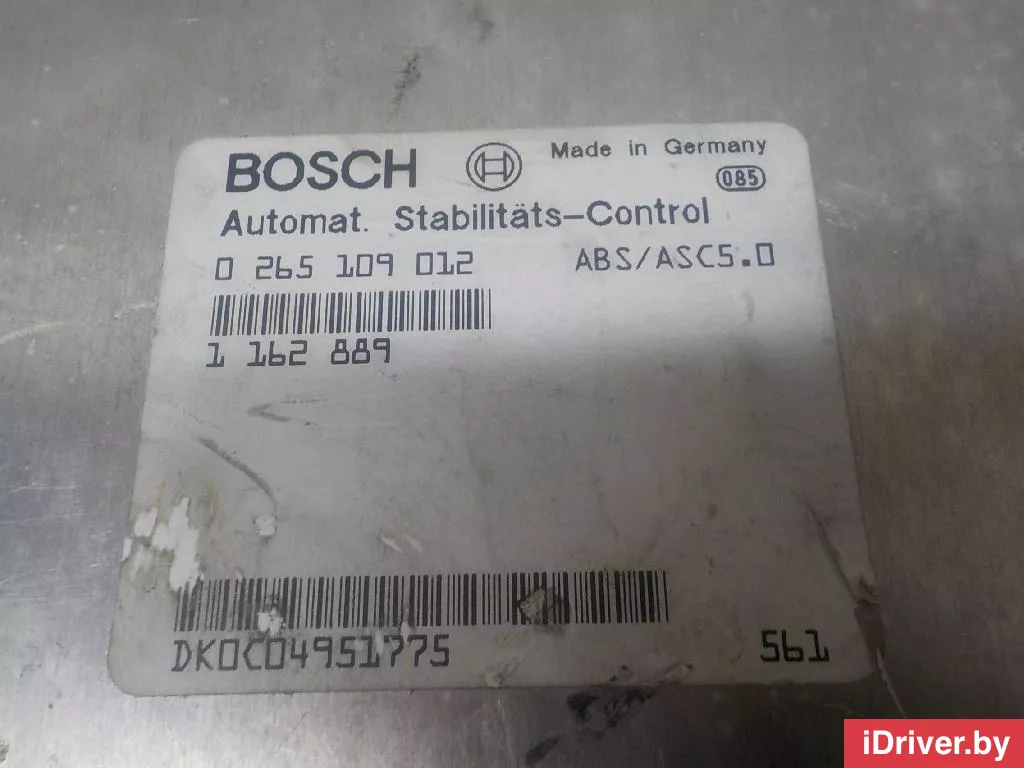 BOSCH
Made in Germany
085
Automat. Stabilitäts-Control
0 265 109 012 ABS/ASC5.0
1 162 889
DK0C04951775 561
iDriver.by